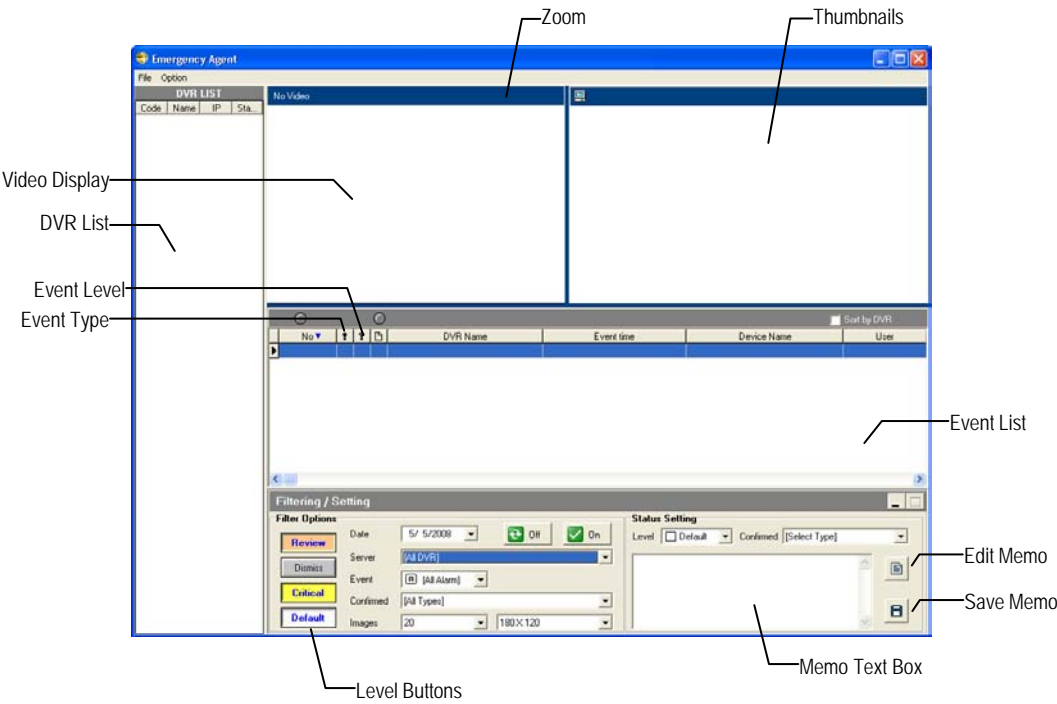 Zoom
Thumbnails
Emergency Agent
File Option
DVR LIST
Code Name IP Sta...
No Video
Video Display
DVR List
Event Level
Event Type
Sort by DVR
No DVR Name Event time Device Name User
Event List
Filtering / Setting
Filter Options
Review
Dismiss
Critical
Default
Date 5/ 5/2008 Off On
Server [All DVR]
Event [All Alarm]
Confirmed [All Types]
Images 20 180 X 120
Status Setting
Level Default Confirmed [Select Type]
Edit Memo
Save Memo
Memo Text Box
Level Buttons